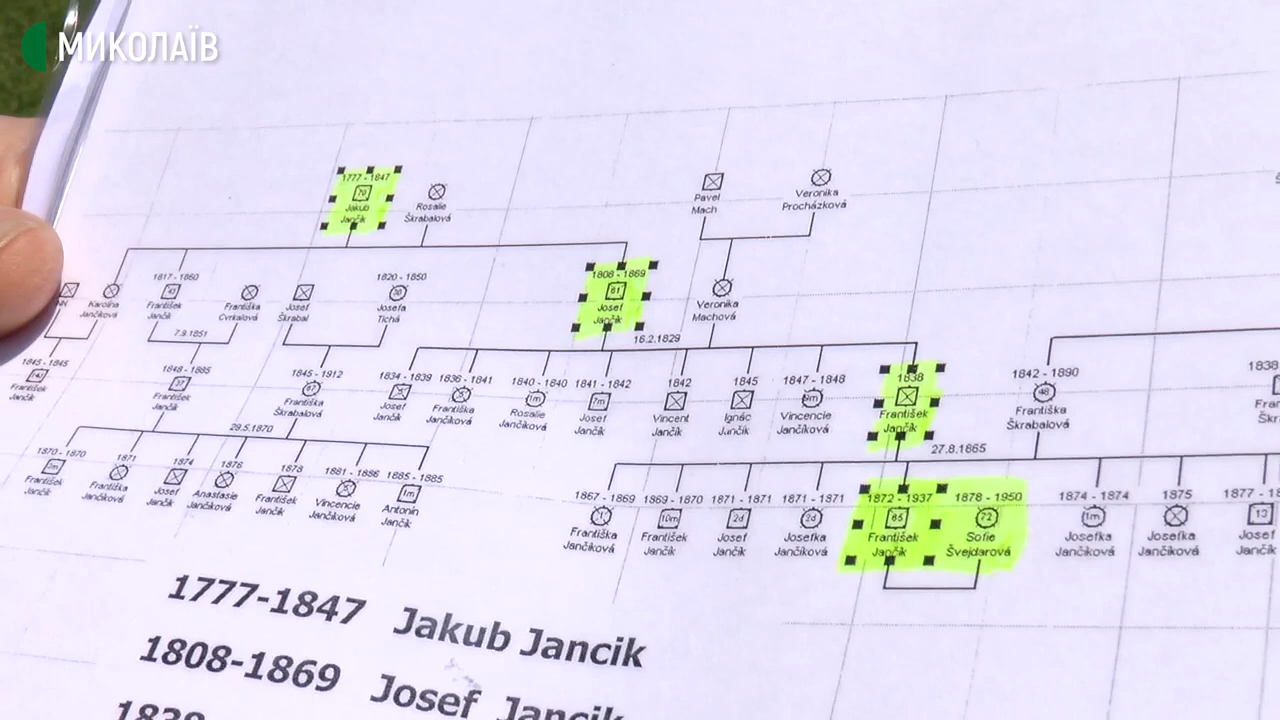 МИКОЛАЇВ
1777 - 1847
70
Jakub
Jančík
Rosalie
Škrabalová
Pavel
Mach
Veronika
Procházková
Karolína
Jančíková
1817 - 1860
43
František
Jančík
Františka
Cvrkalová
Josef
Škrabal
1820 - 1850
30
Josefa
Tichá
1808 - 1869
61
Josef
Jančík
Veronika
Machová
7.9.1851
16.2.1829
1845 - 1845
František
Jančík
1848 - 1885
37
František
Jančík
1845 - 1912
67
Františka
Škrabalová
1834 - 1839
Josef
Jančík
1836 - 1841
Františka
Jančíková
1840 - 1840
1m
Rosalie
Jančíková
1841 - 1842
7m
Josef
Jančík
1842
Vincent
Jančík
1845
Ignác
Jančík
1847 - 1848
9m
Vincencie
Jančíková
1838
František
Jančík
1842 - 1890
48
Františka
Škrabalová
1838
29.5.1870
27.8.1865
1870 - 1870
František
Jančík
1871
Františka
Jančíková
1874
Josef
Jančík
1876
Anastasie
Jančíková
1878
František
Jančík
1881 - 1886
Vincencie
Jančíková
1885 - 1885
1m
Antonín
Jančík
1867 - 1869
1
Františka
Jančíková
1869 - 1870
10m
František
Jančík
1871 - 1871
2d
Josef
Jančík
1871 - 1871
2d
Josefka
Jančíková
1872 - 1937
65
František
Jančík
1878 - 1950
72
Sofie
Švejdarová
1874 - 1874
1m
Josefka
Jančíková
1875
Josefka
Jančíková
1877 - 18
13
Josef
Jančík
1777-1847 Jakub Jancik
1808-1869 Josef Jancik